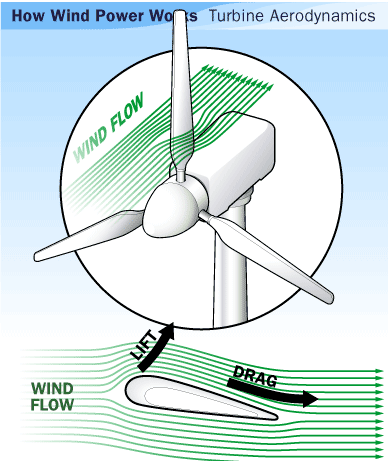 How Wind Power Works Turbine Aerodynamics
WIND FLOW
LIFT
DRAG
WIND
FLOW